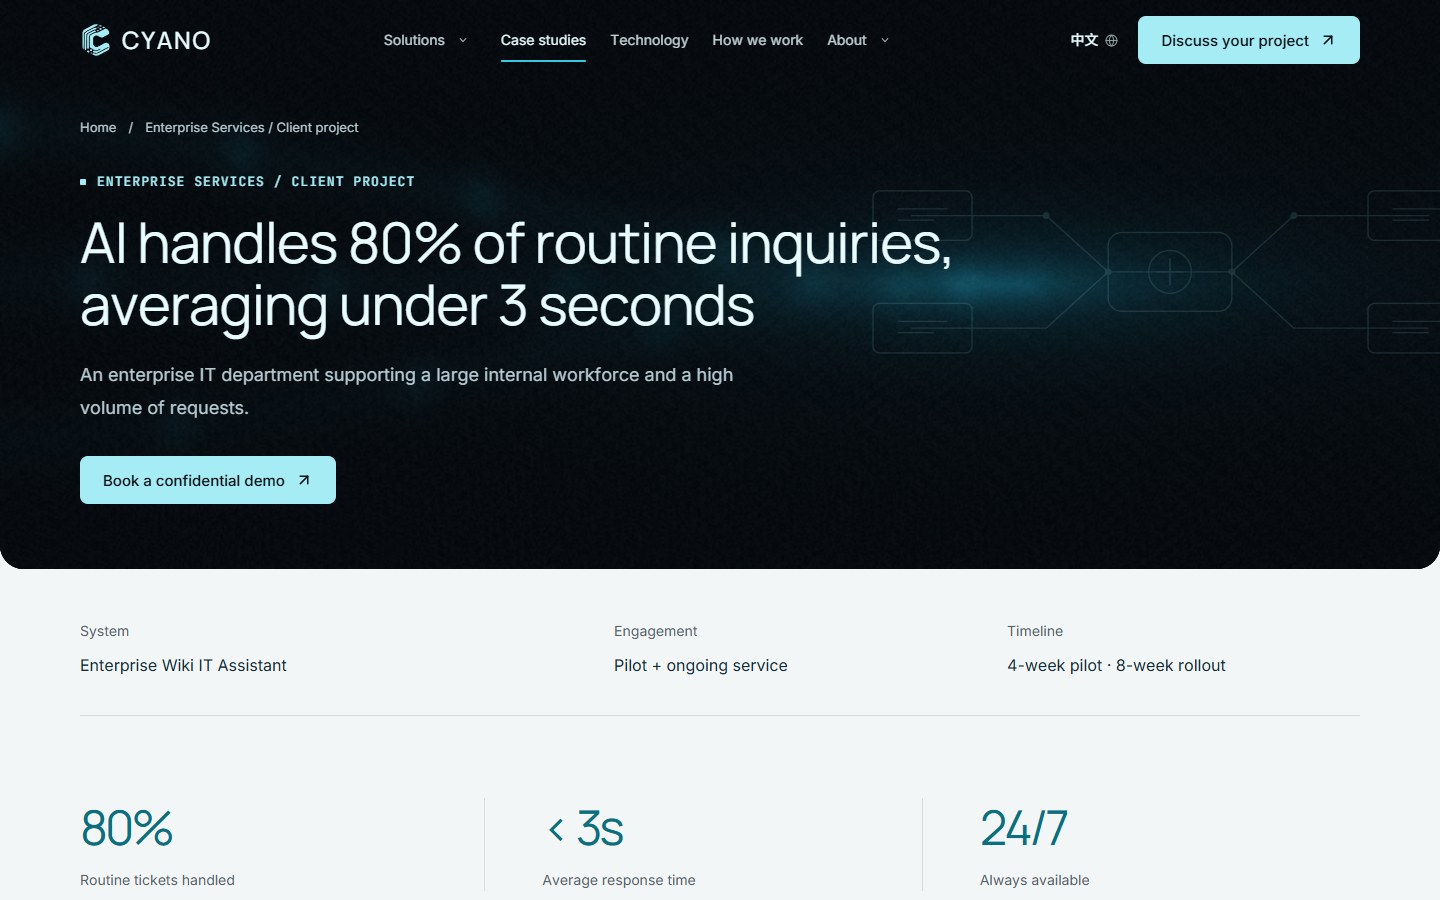 CYANO
Solutions
Case studies
Technology
How we work
About
中文
Discuss your project
Home / Enterprise Services / Client project
ENTERPRISE SERVICES / CLIENT PROJECT
AI handles 80% of routine inquiries,
averaging under 3 seconds
An enterprise IT department supporting a large internal workforce and a high
volume of requests.
Book a confidential demo
System
Enterprise Wiki IT Assistant
Engagement
Pilot + ongoing service
Timeline
4-week pilot · 8-week rollout
80%
Routine tickets handled
< 3s
Average response time
24/7
Always available